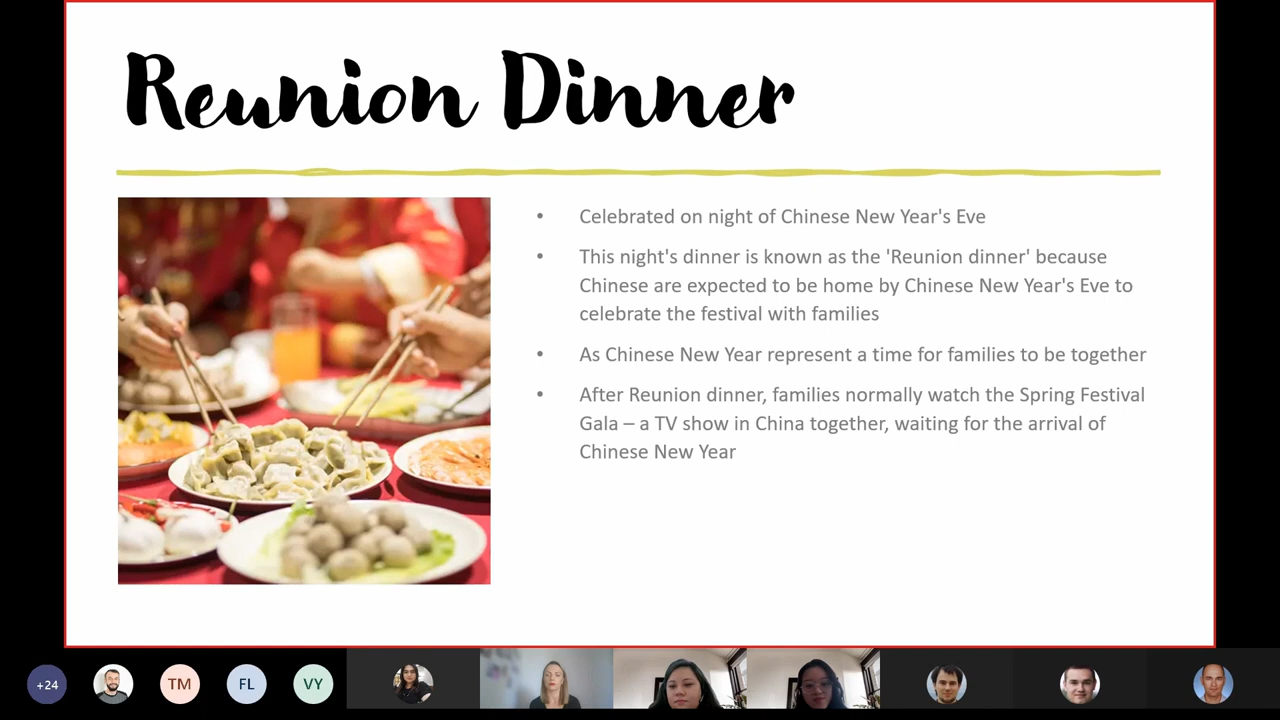 Reunion Dinner
• Celebrated on night of Chinese New Year's Eve
• This night's dinner is known as the 'Reunion dinner' because
Chinese are expected to be home by Chinese New Year's Eve to
celebrate the festival with families
• As Chinese New Year represent a time for families to be together
• After Reunion dinner, families normally watch the Spring Festival
Gala – a TV show in China together, waiting for the arrival of
Chinese New Year
+24
TM
FL
VY